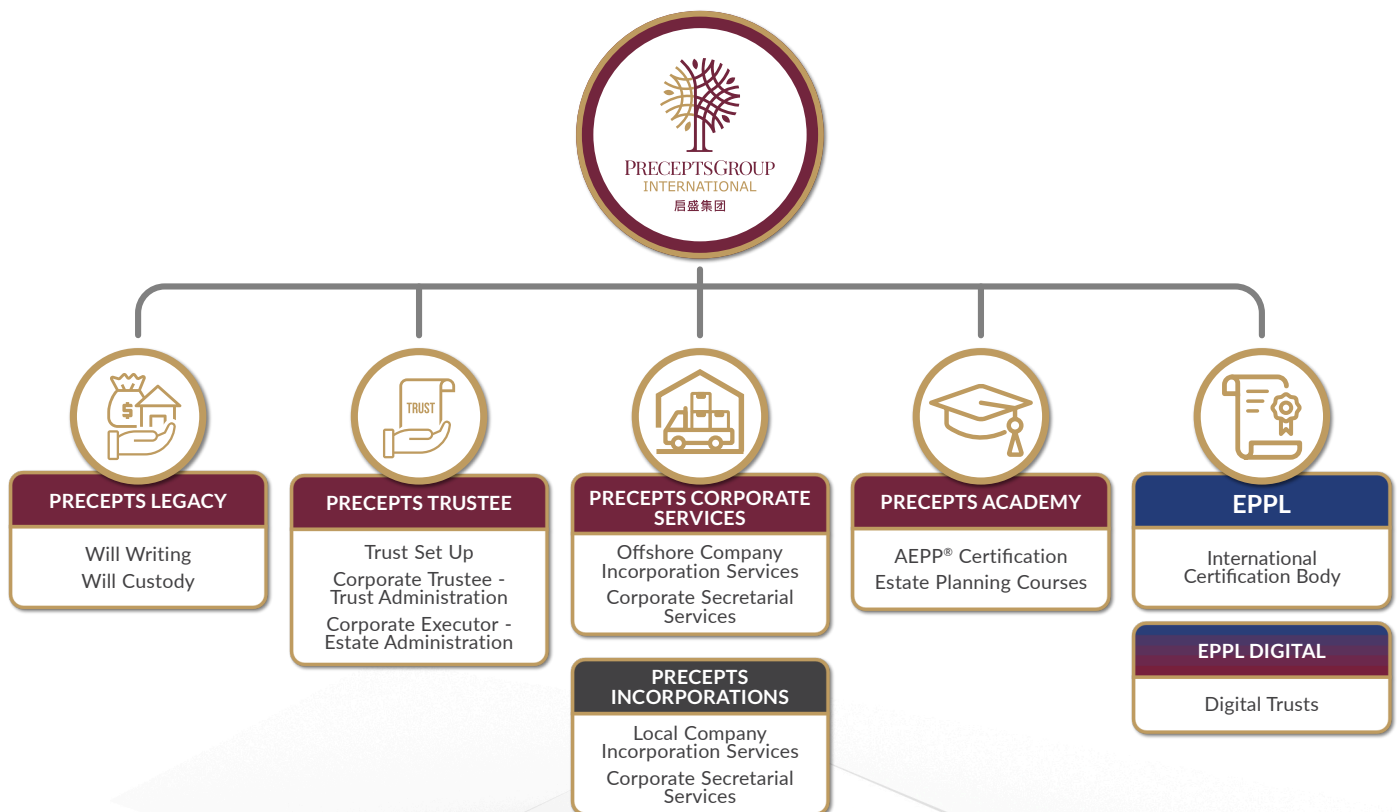 PRECEPTSGROUP
INTERNATIONAL
启盛集团
$
PRECEPTS LEGACY
Will Writing
Will Custody
TRUST
PRECEPTS TRUSTEE
Trust Set Up
Corporate Trustee -
Trust Administration
Corporate Executor -
Estate Administration
PRECEPTS CORPORATE
SERVICES
Offshore Company
Incorporation Services
Corporate Secretarial
Services
PRECEPTS
INCORPORATIONS
Local Company
Incorporation Services
Corporate Secretarial
Services
PRECEPTS ACADEMY
AEPP® Certification
Estate Planning Courses
EPPL
International
Certification Body
EPPL DIGITAL
Digital Trusts